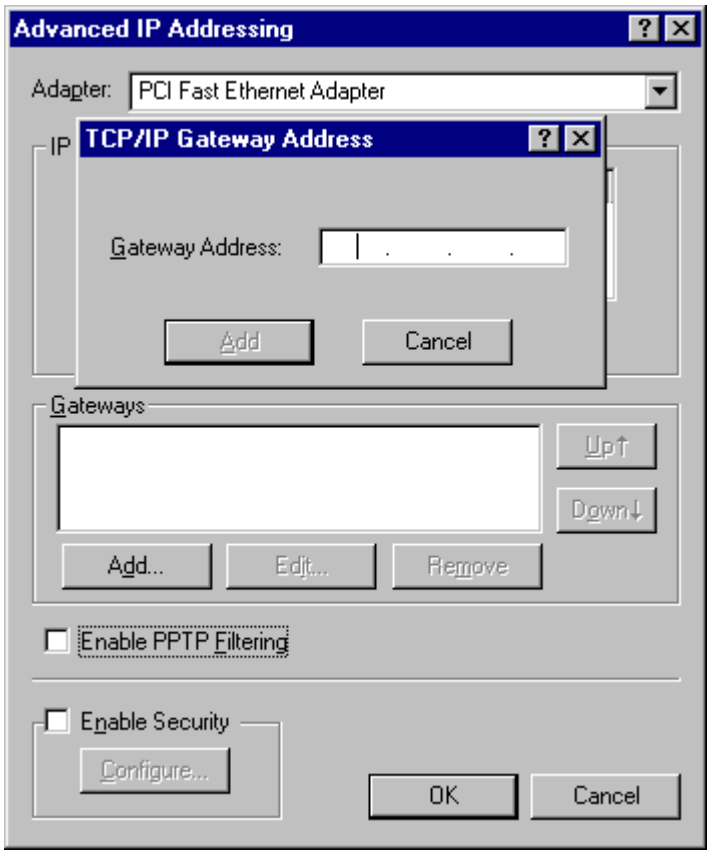 Advanced IP Addressing
Adapter: PCI Fast Ethernet Adapter
IP
TCP/IP Gateway Address
Gateway Address: . . .
Add Cancel
Gateways
Up↑
Down↓
Add... Edit... Remove
Enable PPTP Filtering
Enable Security
Configure...
OK Cancel